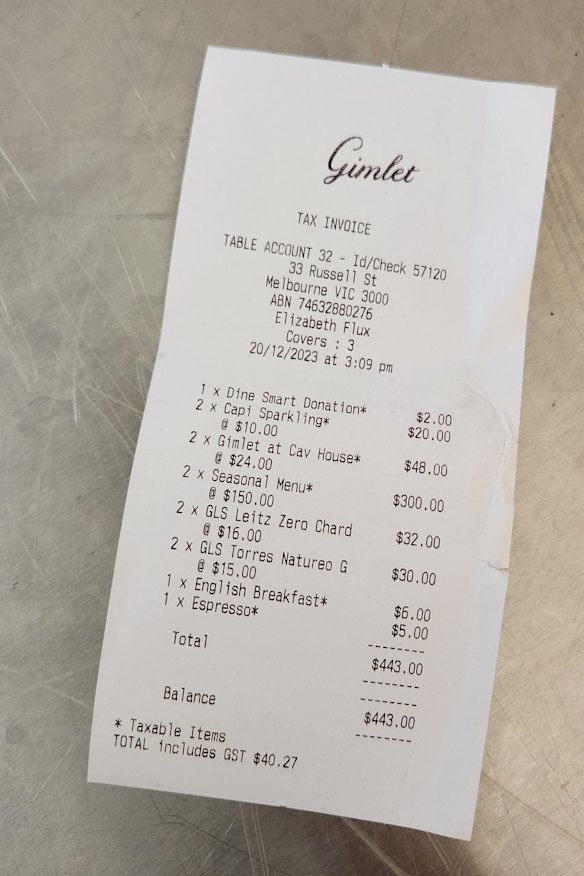 Gimlet
TAX INVOICE
TABLE ACCOUNT 32 - Id/Check 57120
33 Russell St
Melbourne VIC 3000
ABN 74632880276
Elizabeth Flux
Covers : 3
20/12/2023 at 3:09 pm
1 x Dine Smart Donation* $2.00
2 x Capi Sparkling* $20.00
@ $10.00
2 x Gimlet at Cav House* $48.00
@ $24.00
2 x Seasonal Menu* $300.00
@ $150.00
2 x GLS Leitz Zero Chard $32.00
@ $16.00
2 x GLS Torres Natureo G $30.00
@ $15.00
1 x English Breakfast* $6.00
1 x Espresso* $5.00
--------
Total $443.00
--------
--------
Balance $443.00
--------
* Taxable Items
TOTAL includes GST $40.27